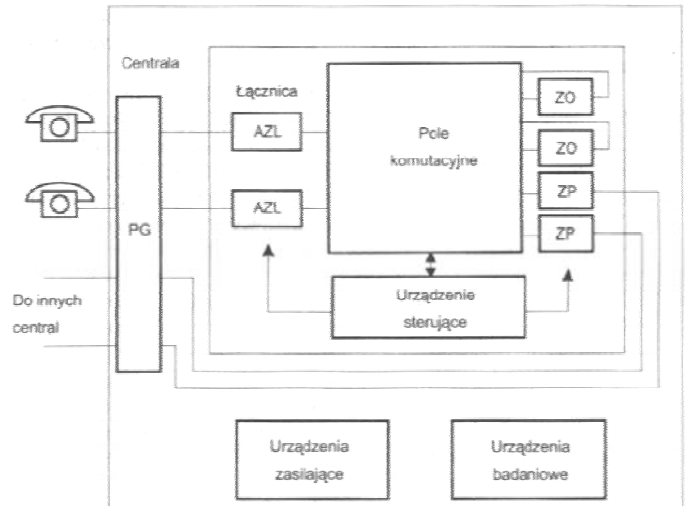 Centrala
Łącznica
AZL
AZL
PG
Pole
komutacyjne
ZO
ZO
ZP
ZP
Do innych
central
Urządzenie
sterujące
Urządzenia
zasilające
Urządzenia
badaniowe